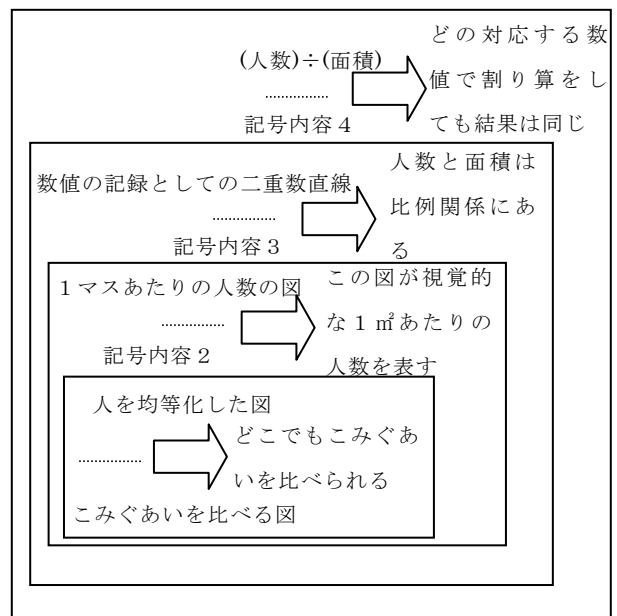 どの対応する数
(人数)÷(面積)
値で割り算をし
記号内容４
ても結果は同じ
人数と面積は
数値の記録としての二重数直線
比例関係にあ
記号内容３
る
この図が視覚的
１マスあたりの人数の図
な１㎡あたりの
記号内容２
人数を表す
人を均等化した図
どこでもこみぐあ
いを比べられる
こみぐあいを比べる図